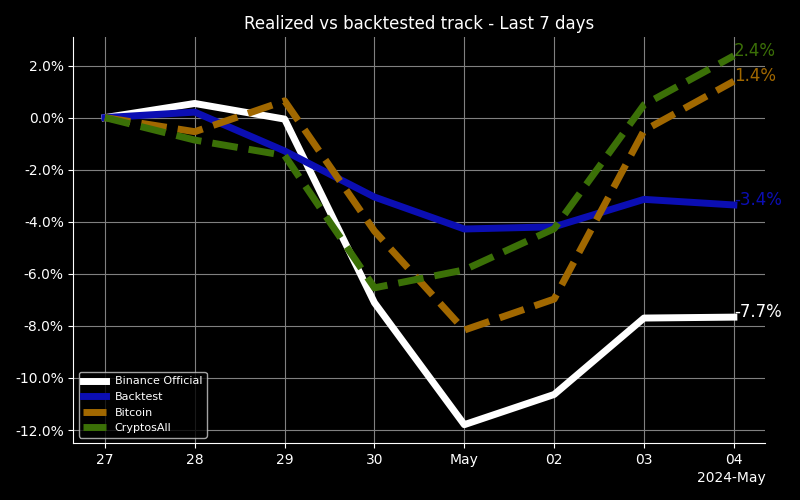 Realized vs backtested track - Last 7 days
2.4%
1.4%
-3.4%
-7.7%
2.0%
0.0%
-2.0%
-4.0%
-6.0%
-8.0%
-10.0%
-12.0%
Binance Official
Backtest
Bitcoin
CryptosAll
27 28 29 30 May 02 03 04
2024-May